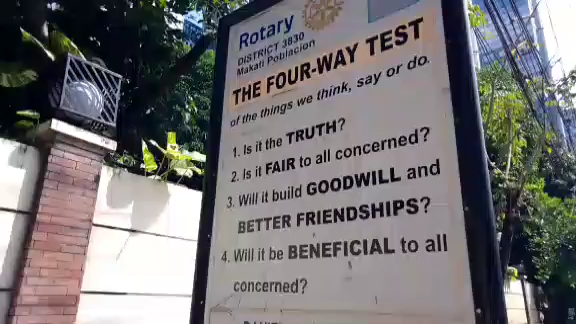 Rotary
DISTRICT 3830
Makati Poblacion
THE FOUR-WAY TEST
of the things we think, say or do.
1. Is it the TRUTH?
2. Is it FAIR to all concerned?
3. Will it build GOODWILL and
BETTER FRIENDSHIPS?
4. Will it be BENEFICIAL to all
concerned?